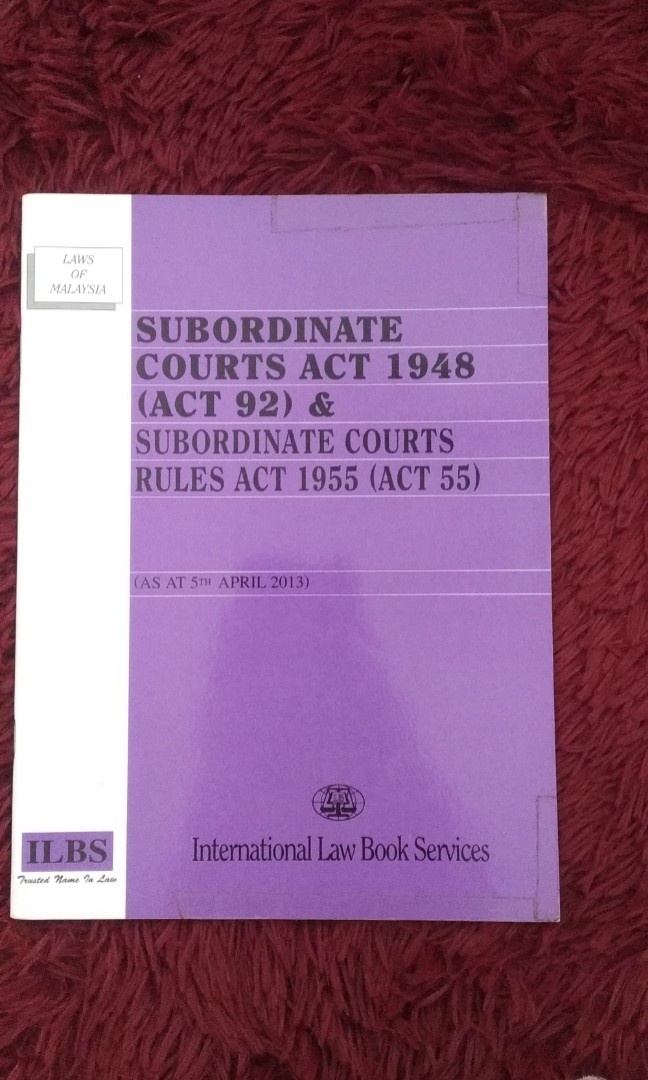 LAWS
OF
MALAYSIA
SUBORDINATE
COURTS ACT 1948
(ACT 92) &
SUBORDINATE COURTS
RULES ACT 1955 (ACT 55)
(AS AT 5TH APRIL 2013)
International Law Book Services
ILBS
Trusted Name In Law